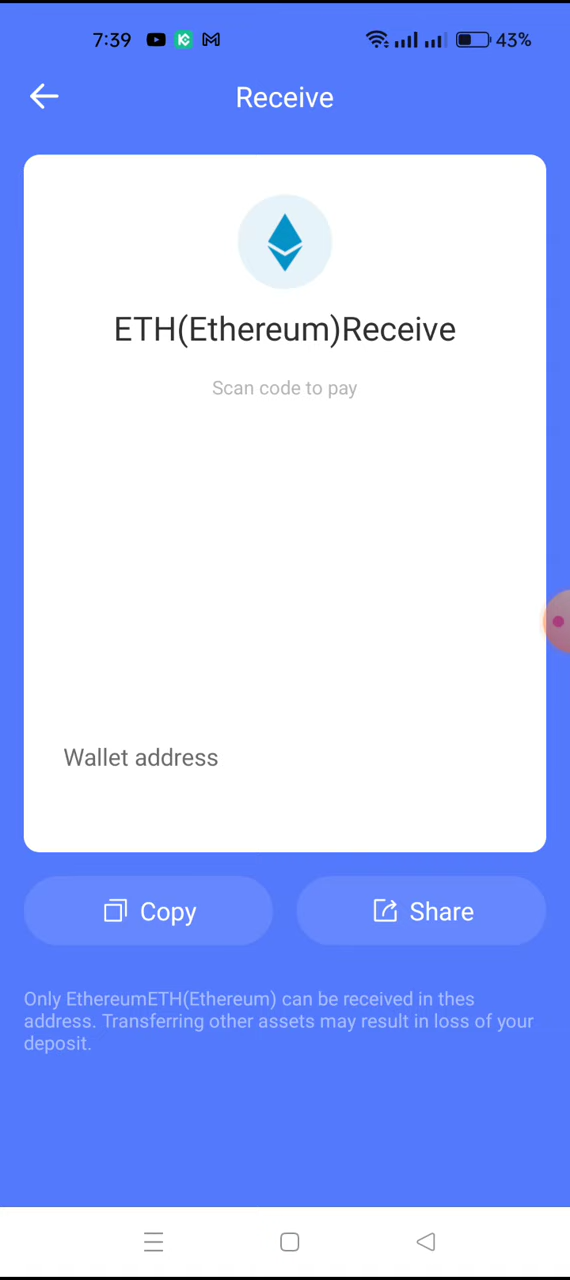 7:39
43%
Receive
ETH(Ethereum)Receive
Scan code to pay
Wallet address
Copy
Share
Only EthereumETH(Ethereum) can be received in thes
address. Transferring other assets may result in loss of your
deposit.